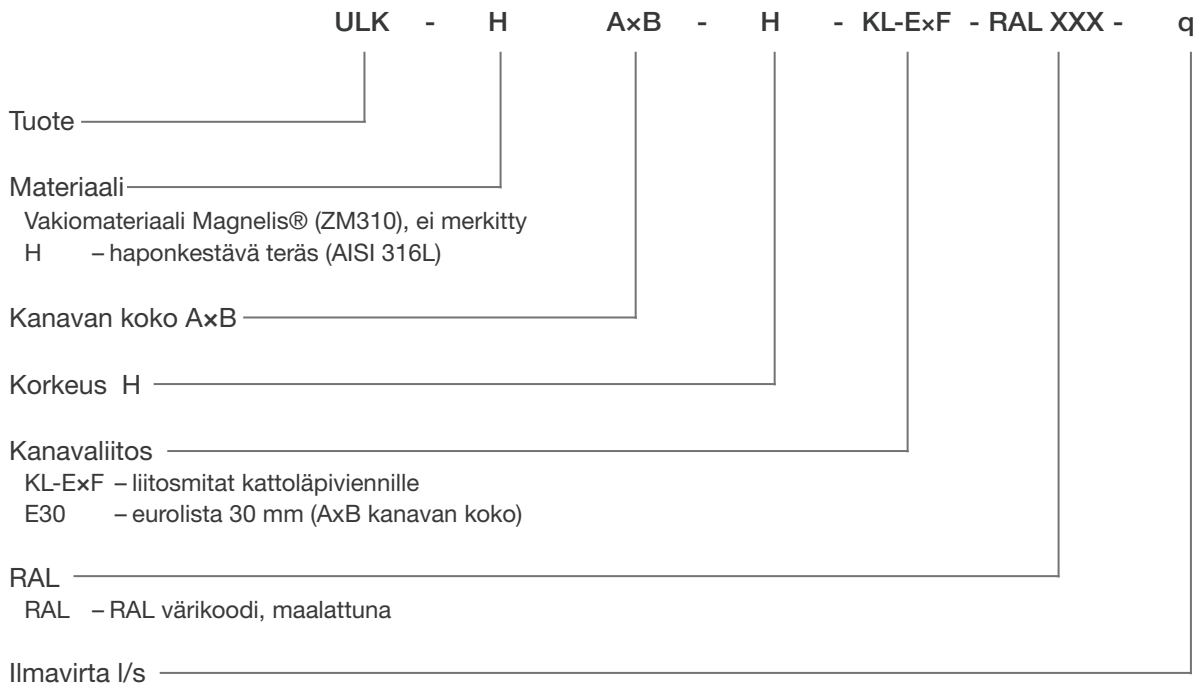 ULK - H A×B - H - KL-E×F - RAL XXX - q
Tuote
Materiaali
Vakiomateriaali Magnelis® (ZM310), ei merkitty
H – haponkestävä teräs (AISI 316L)
Kanavan koko A×B
Korkeus H
Kanavaliitos
KL-E×F – liitosmitat kattoläpiviennille
E30 – eurolista 30 mm (AxB kanavan koko)
RAL
RAL – RAL värikoodi, maalattuna
Ilmavirta l/s